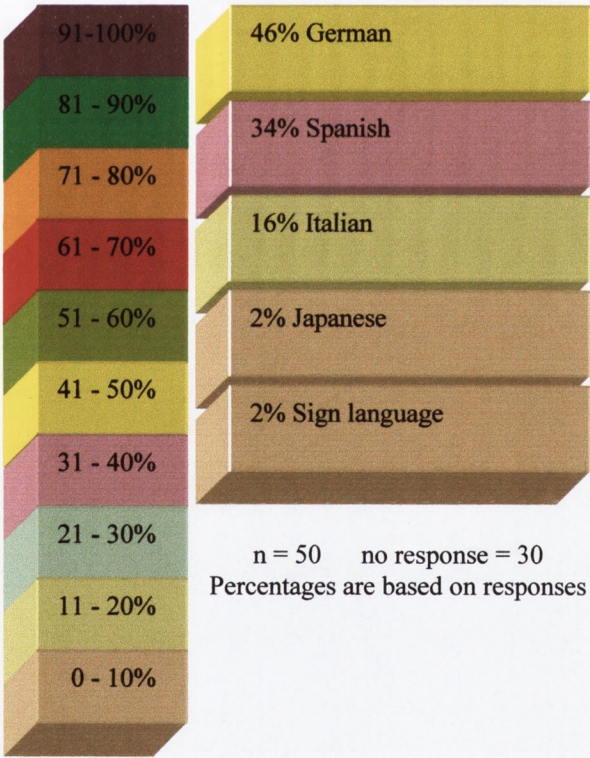 91-100%
81 - 90%
71 - 80%
61 - 70%
51 - 60%
41 - 50%
31 - 40%
21 - 30%
11 - 20%
0 - 10%
46% German
34% Spanish
16% Italian
2% Japanese
2% Sign language
n = 50 no response = 30
Percentages are based on responses